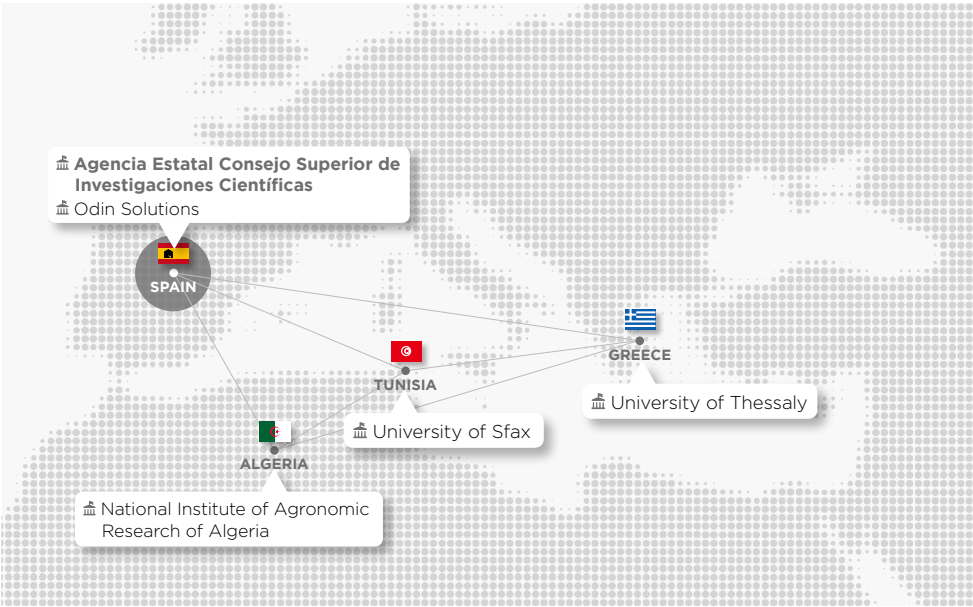 Agencia Estatal Consejo Superior de
Investigaciones Científicas
Odin Solutions
SPAIN
GREECE
TUNISIA
University of Thessaly
University of Sfax
ALGERIA
National Institute of Agronomic
Research of Algeria